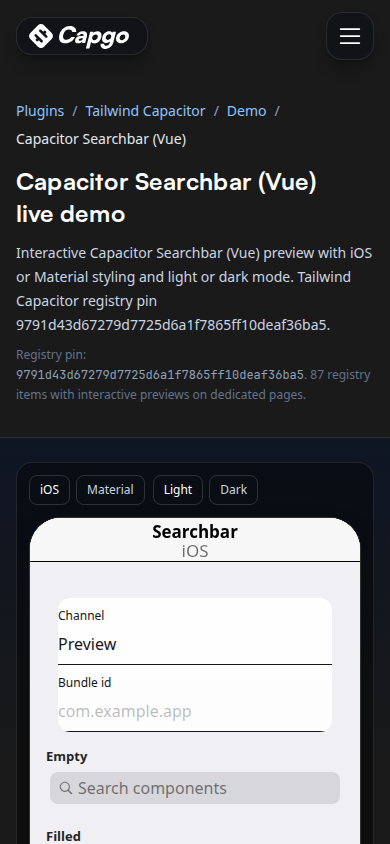 Capgo
Plugins / Tailwind Capacitor / Demo /
Capacitor Searchbar (Vue)
Capacitor Searchbar (Vue)
live demo
Interactive Capacitor Searchbar (Vue) preview with iOS
or Material styling and light or dark mode. Tailwind
Capacitor registry pin
9791d43d67279d7725d6a1f7865ff10deaf36ba5.
Registry pin:
9791d43d67279d7725d6a1f7865ff10deaf36ba5. 87 registry
items with interactive previews on dedicated pages.
iOS Material Light Dark
Searchbar
iOS
Channel
Preview
Bundle id
com.example.app
Empty
Search components
Filled